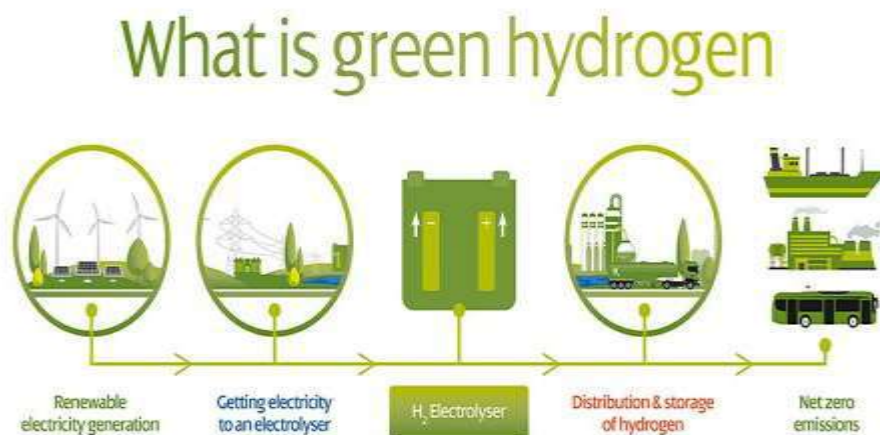 What is green hydrogen
Renewable
electricity generation
Getting electricity
to an electrolyser
H₂ Electrolyser
Distribution & storage
of hydrogen
Net zero
emissions